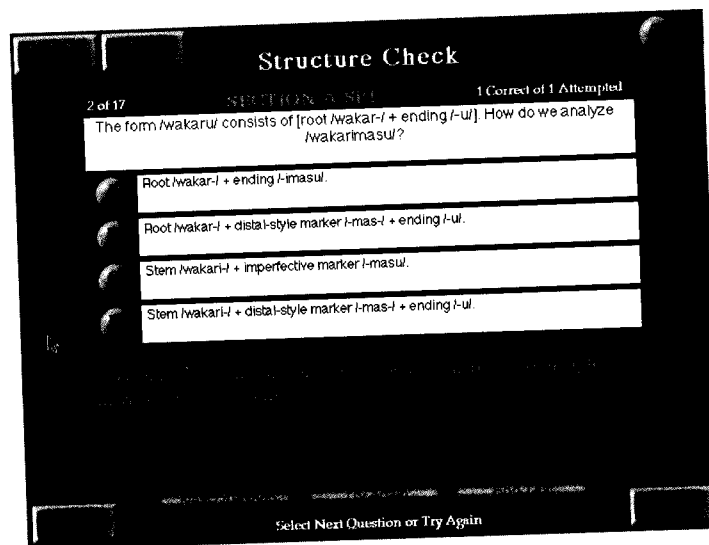 Structure Check
2 of 17
SECTION A SP1
1 Correct of 1 Attempted
The form /wakaru/ consists of [root /wakar-/ + ending /-u/]. How do we analyze
/wakarimasu/?
Root /wakar-/ + ending /-imasu/.
Root /wakar-/ + distal-style marker /-mas-/ + ending /-u/.
Stem /wakari-/ + imperfective marker /-masu/.
Stem /wakari-/ + distal-style marker /-mas-/ + ending /-u/.
Select Next Question or Try Again